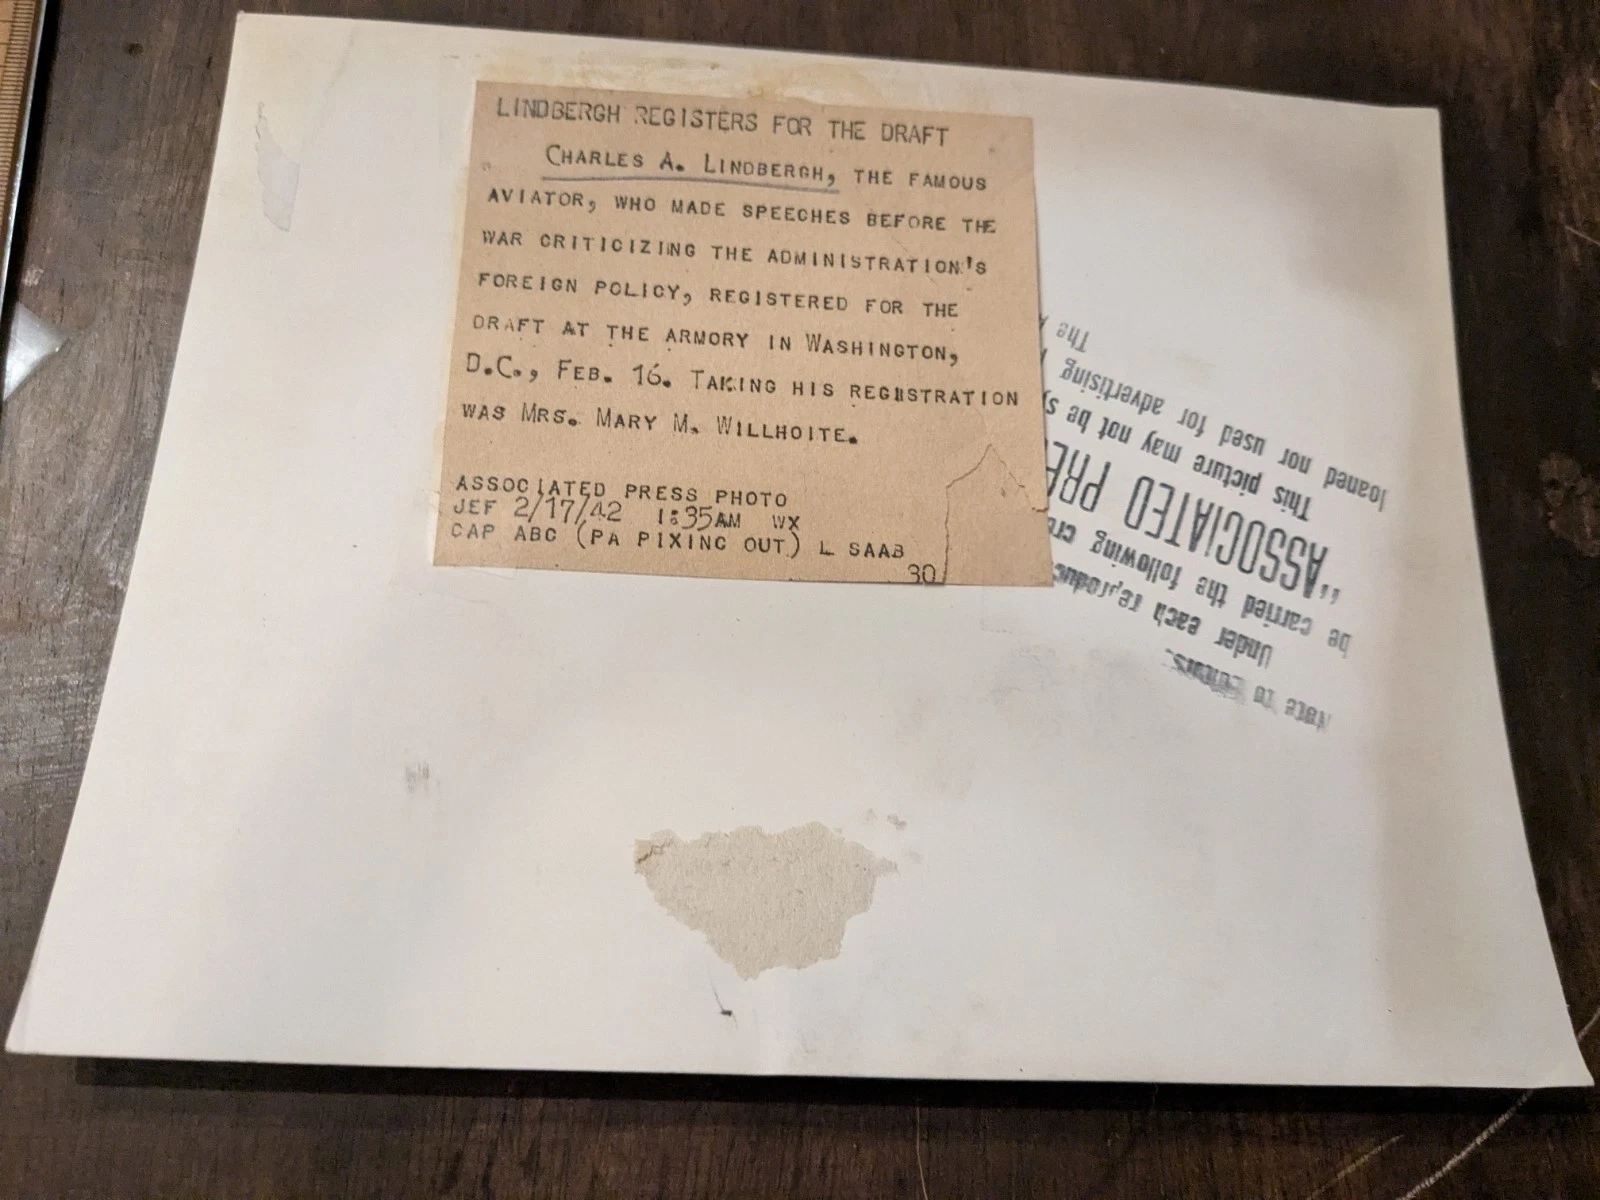 LINDBERGH REGISTERS FOR THE DRAFT
CHARLES A. LINDBERGH, THE FAMOUS
AVIATOR, WHO MADE SPEECHES BEFORE THE
WAR CRITICIZING THE ADMINISTRATION'S
FOREIGN POLICY, REGISTERED FOR THE
DRAFT AT THE ARMORY IN WASHINGTON,
D.C., FEB. 16. TAKING HIS REGISTRATION
WAS MRS. MARY M. WILLHOITE.
ASSOCIATED PRESS PHOTO
JEF 2/17/42 1:35AM WX
CAP ABC (PA PIXING OUT) L SAAB
30
Note to Editors
Under each reproduc
be carried the following cre
"ASSOCIATED PRE
This picture may not be sy
loaned nor used for advertising
The